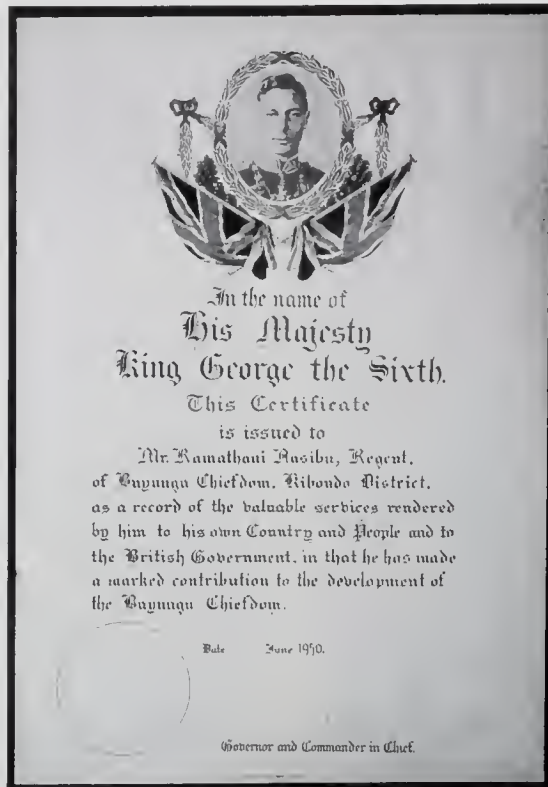 In the name of
His Majesty
King George the Sixth.
This Certificate
is issued to
Mr. Ramathani Rasibu, Regent,
of Buyungu Chiefdom, Kibondo District,
as a record of the valuable services rendered
by him to his own Country and People and to
the British Government, in that he has made
a marked contribution to the development of
the Buyungu Chiefdom.
Date June 1950.
Governor and Commander in Chief.